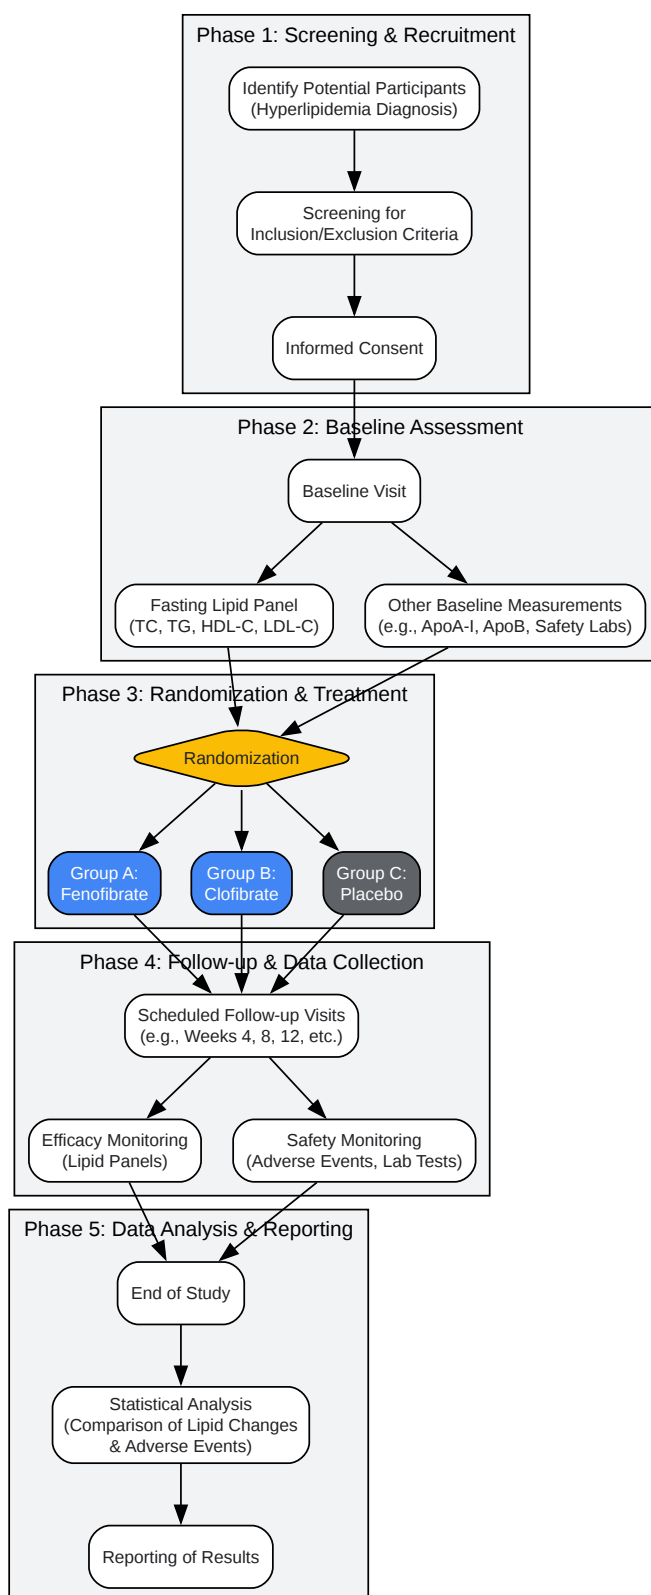 Phase 1: Screening & Recruitment
Identify Potential Participants
(Hyperlipidemia Diagnosis)
Screening for
Inclusion/Exclusion Criteria
Informed Consent
Phase 2: Baseline Assessment
Baseline Visit
Fasting Lipid Panel
(TC, TG, HDL-C, LDL-C)
Other Baseline Measurements
(e.g., ApoA-I, ApoB, Safety Labs)
Phase 3: Randomization & Treatment
Randomization
Group A:
Fenofibrate
Group B:
Clofibrate
Group C:
Placebo
Phase 4: Follow-up & Data Collection
Scheduled Follow-up Visits
(e.g., Weeks 4, 8, 12, etc.)
Efficacy Monitoring
(Lipid Panels)
Safety Monitoring
(Adverse Events, Lab Tests)
Phase 5: Data Analysis & Reporting
End of Study
Statistical Analysis
(Comparison of Lipid Changes
& Adverse Events)
Reporting of Results